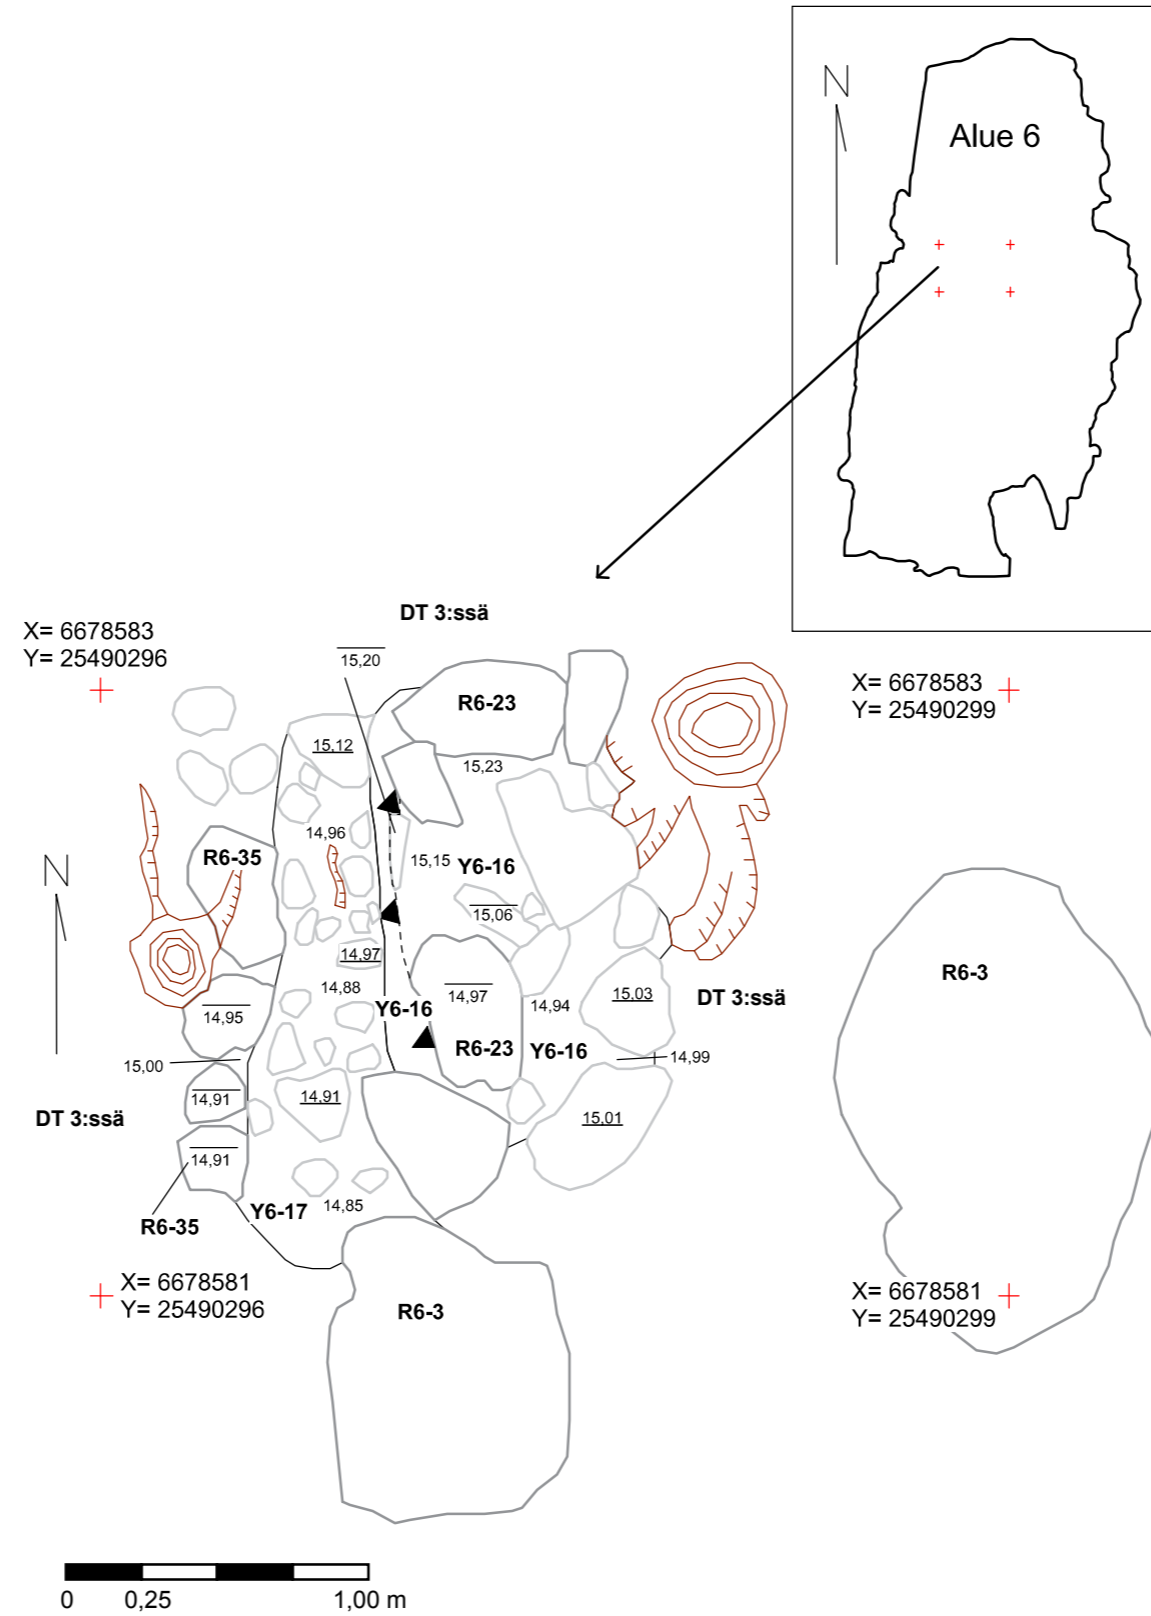 N
Alue 6
DT 3:ssä
X= 6678583
Y= 25490296
15,20
X= 6678583
Y= 25490299
R6-23
15,12
15,23
14,96
R6-35
15,15
Y6-16
N
15,06
14,97
R6-3
14,88
14,97
14,94
15,03
DT 3:ssä
Y6-16
14,95
R6-23
Y6-16
15,00
14,99
14,91
14,91
15,01
DT 3:ssä
14,91
Y6-17
14,85
R6-35
X= 6678581
Y= 25490296
X= 6678581
Y= 25490299
R6-3
0 0,25 1,00 m